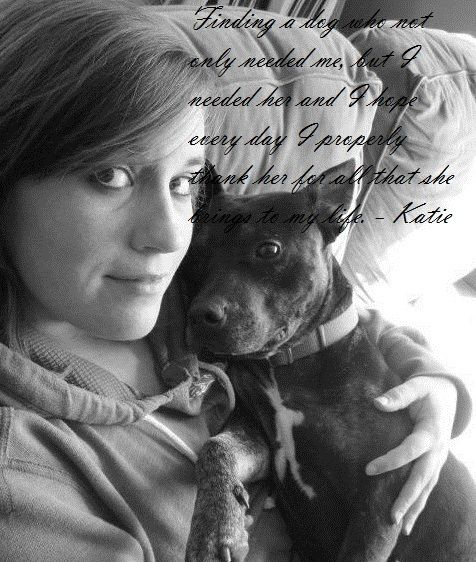 Finding a dog who not
only needed me, but I
needed her and I hope
every day I properly
thank her for all that she
brings to my life. - Katie